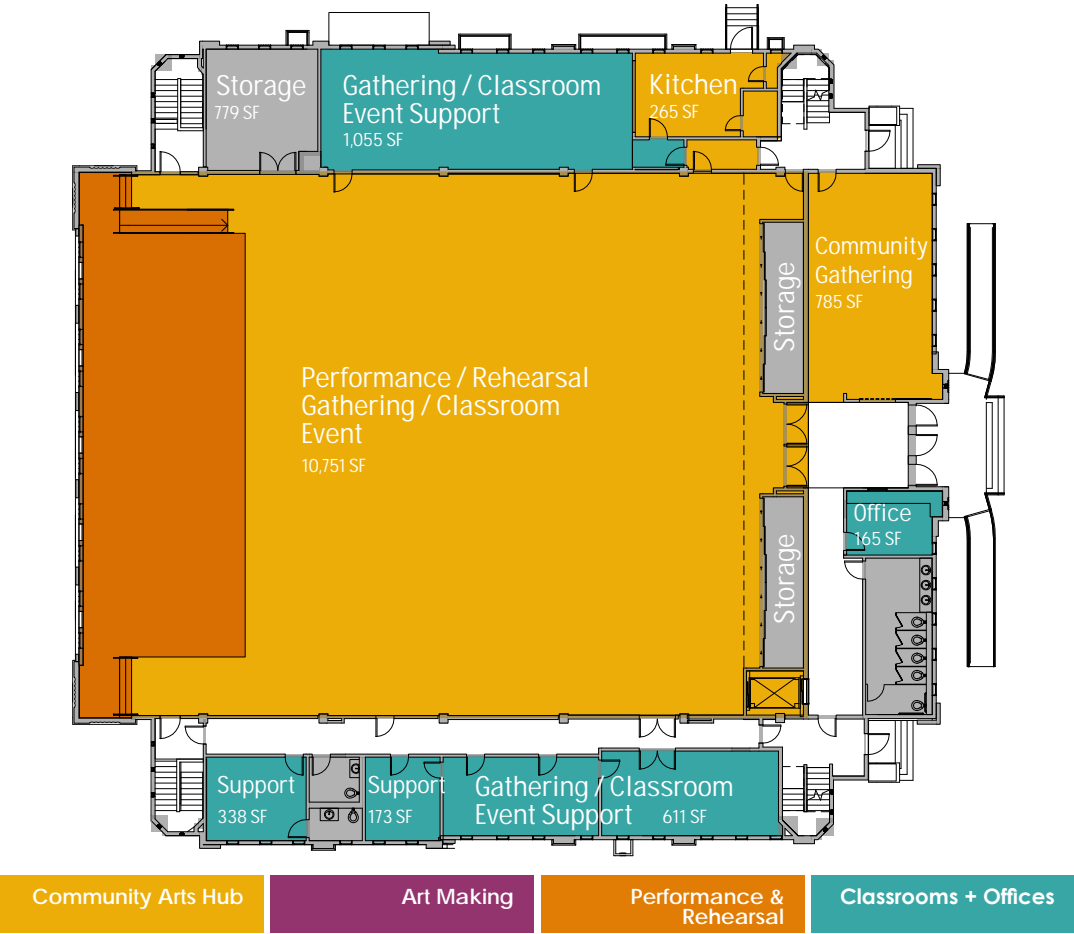 Storage
779 SF
Gathering / Classroom
Event Support
1,055 SF
Kitchen
265 SF
Community
Gathering
785 SF
Storage
Performance / Rehearsal
Gathering / Classroom
Event
10,751 SF
Office
165 SF
Storage
Support
338 SF
Support
173 SF
Gathering / Classroom
Event Support
611 SF
Community Arts Hub
Art Making
Performance &
Rehearsal
Classrooms + Offices